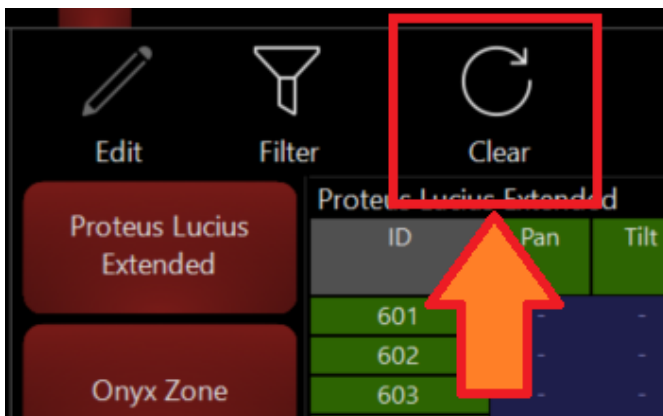 Edit
Filter
Clear
Proteus Lucius Extended
Proteus Lucius
Extended
ID Pan Tilt
601 - -
602 - -
603 - -
Onyx Zone